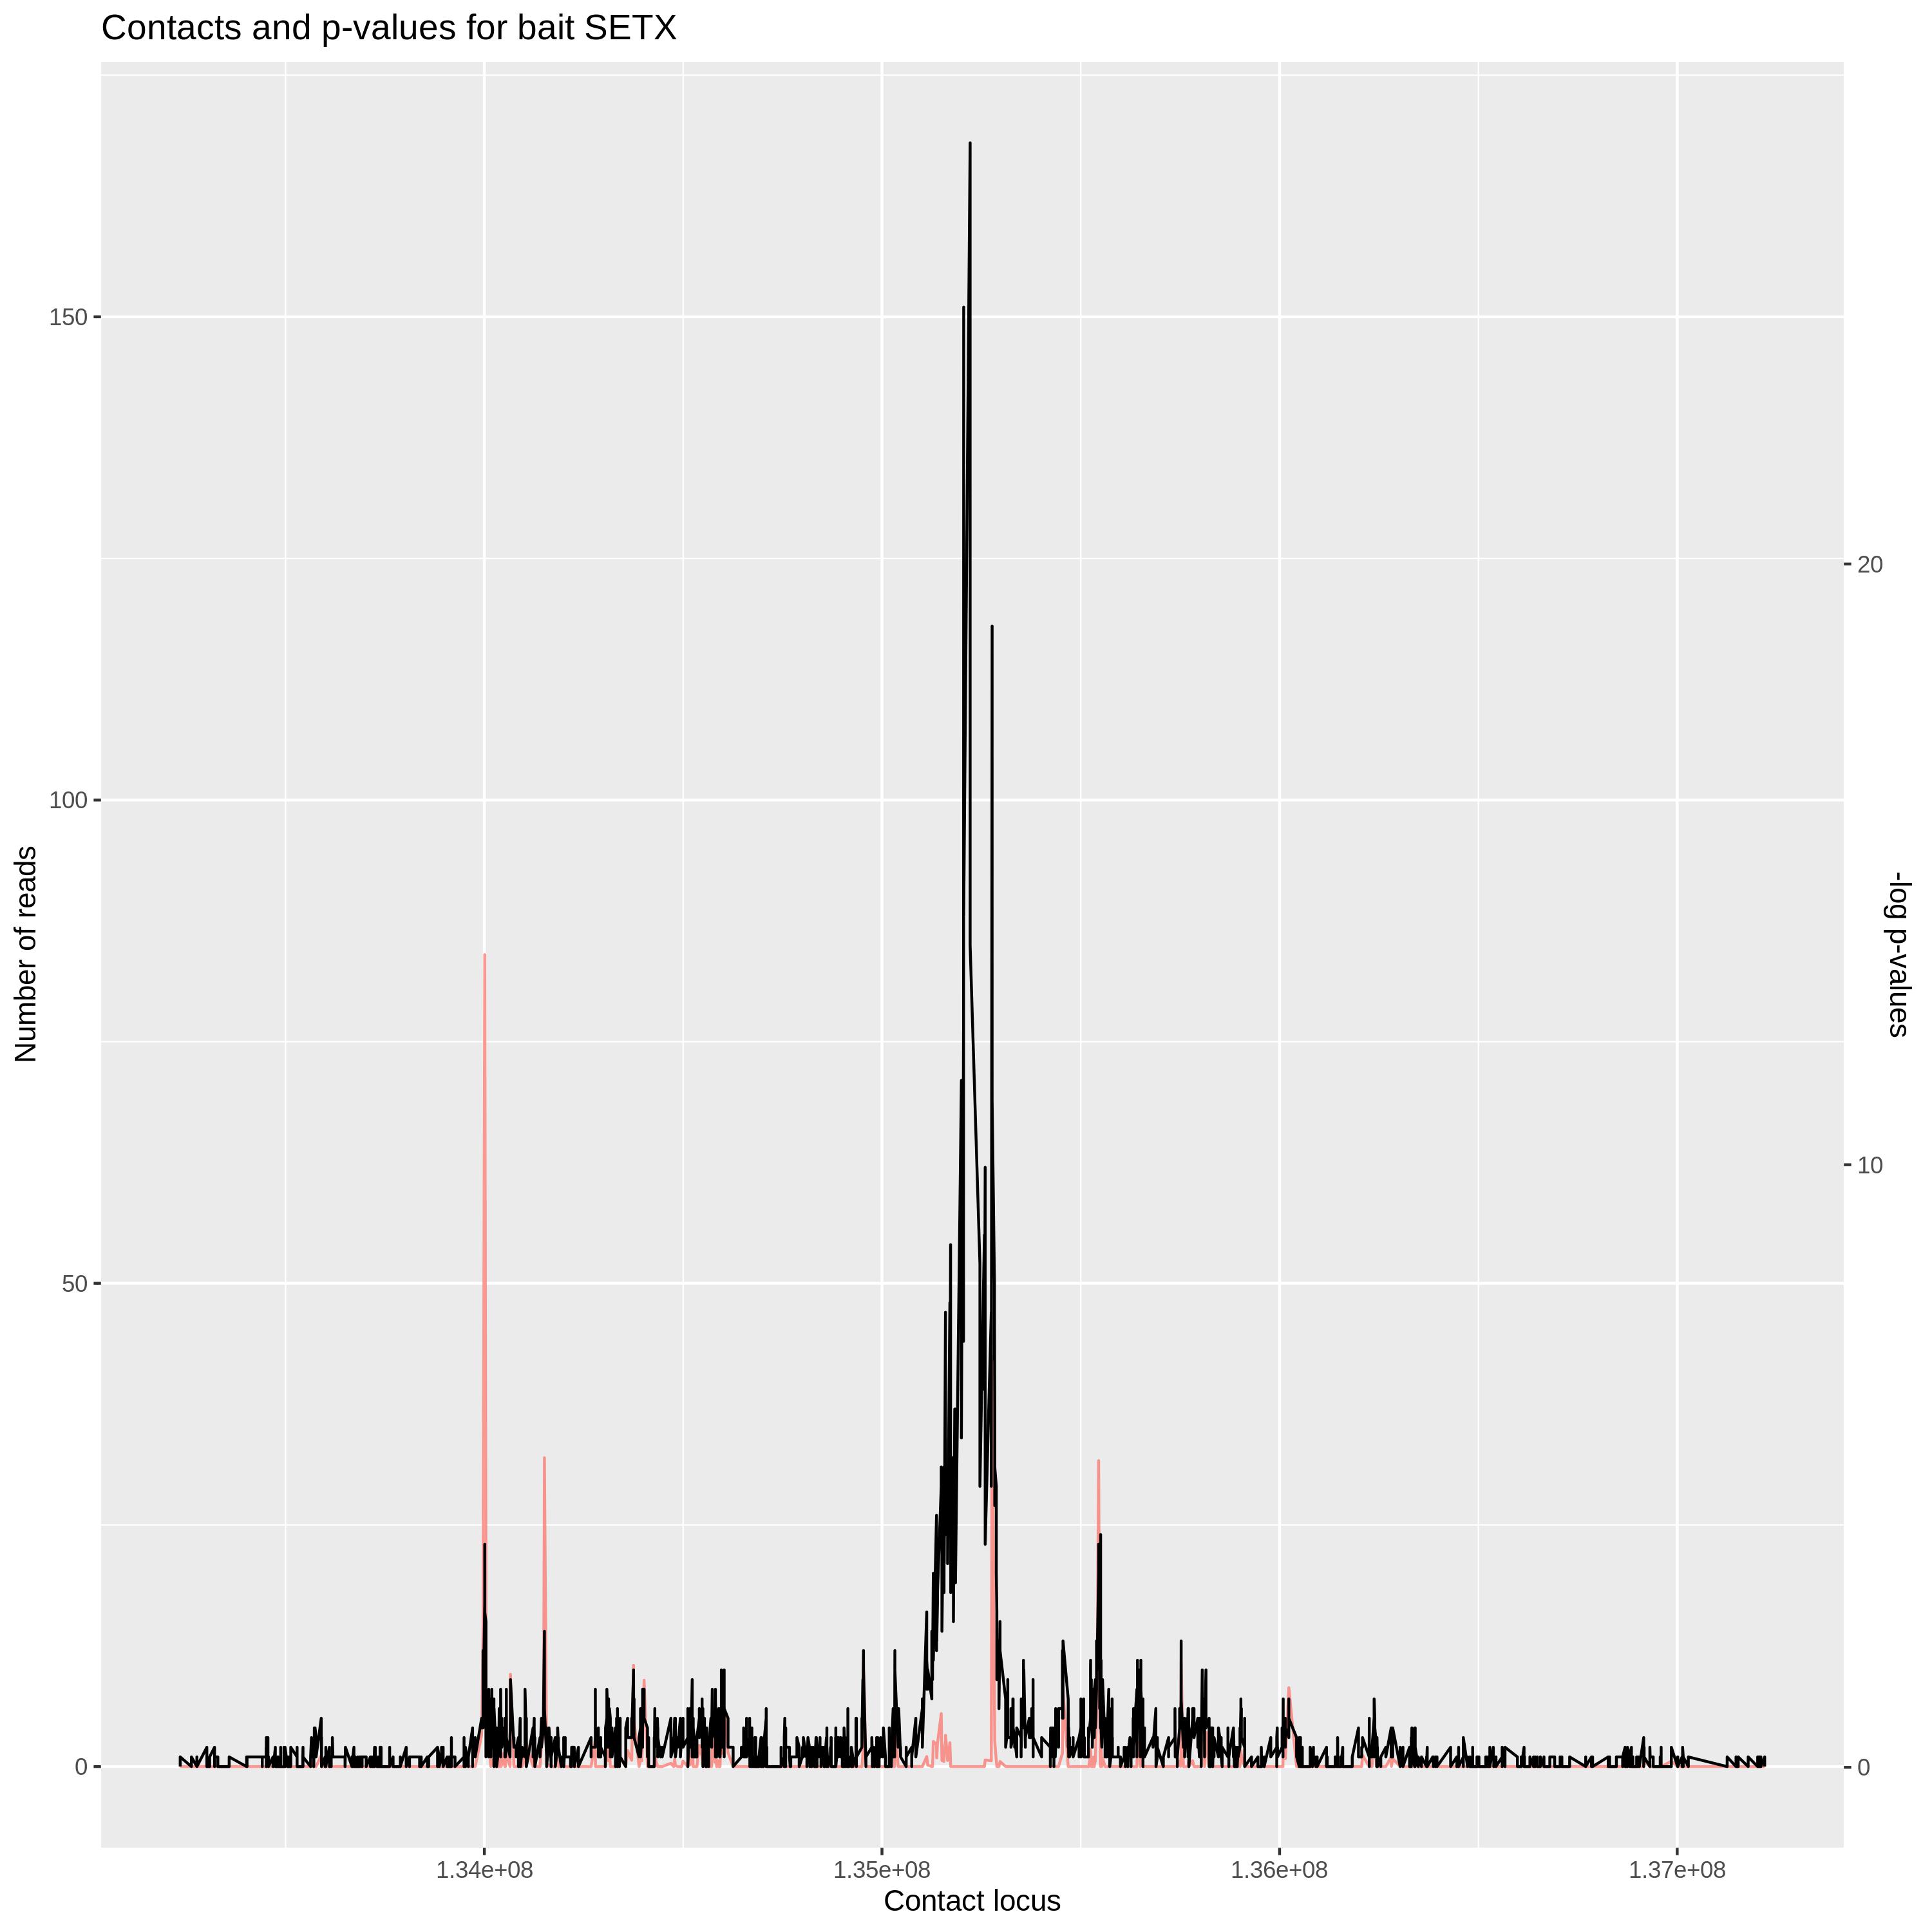 Contacts and p-values for bait SETX
150
100
50
0
Number of reads
20
10
0
-log p-values
1.34e+08
1.35e+08
1.36e+08
1.37e+08
Contact locus